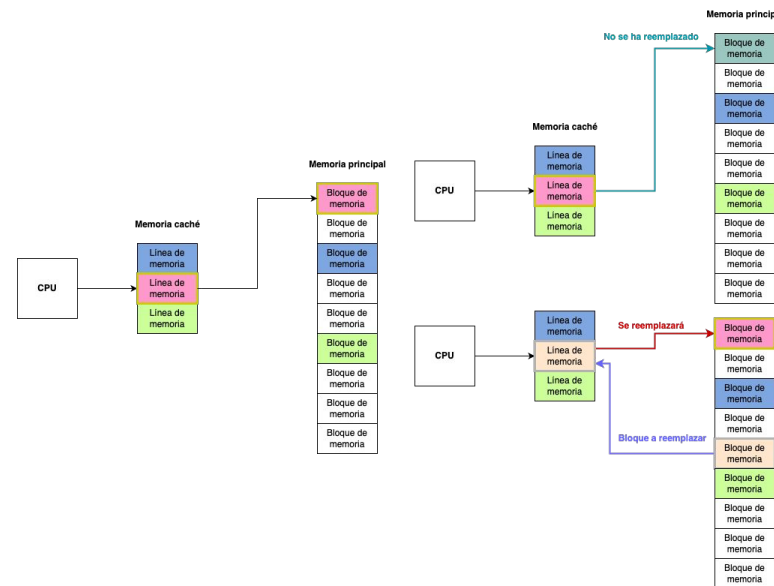 Memoria caché
CPU
Línea de
memoria
Línea de
memoria
Línea de
memoria
Memoria principal
Bloque de
memoria
Bloque de
memoria
Bloque de
memoria
Bloque de
memoria
Bloque de
memoria
Bloque de
memoria
Bloque de
memoria
Bloque de
memoria
Bloque de
memoria
CPU
Memoria caché
Línea de
memoria
Línea de
memoria
Línea de
memoria
No se ha reemplazado
Memoria princip
Bloque de
memoria
Bloque de
memoria
Bloque de
memoria
Bloque de
memoria
Bloque de
memoria
Bloque de
memoria
Bloque de
memoria
Bloque de
memoria
Bloque de
memoria
CPU
Línea de
memoria
Línea de
memoria
Línea de
memoria
Se reemplazará
Bloque a reemplazar
Bloque de
memoria
Bloque de
memoria
Bloque de
memoria
Bloque de
memoria
Bloque de
memoria
Bloque de
memoria
Bloque de
memoria
Bloque de
memoria
Bloque de
memoria